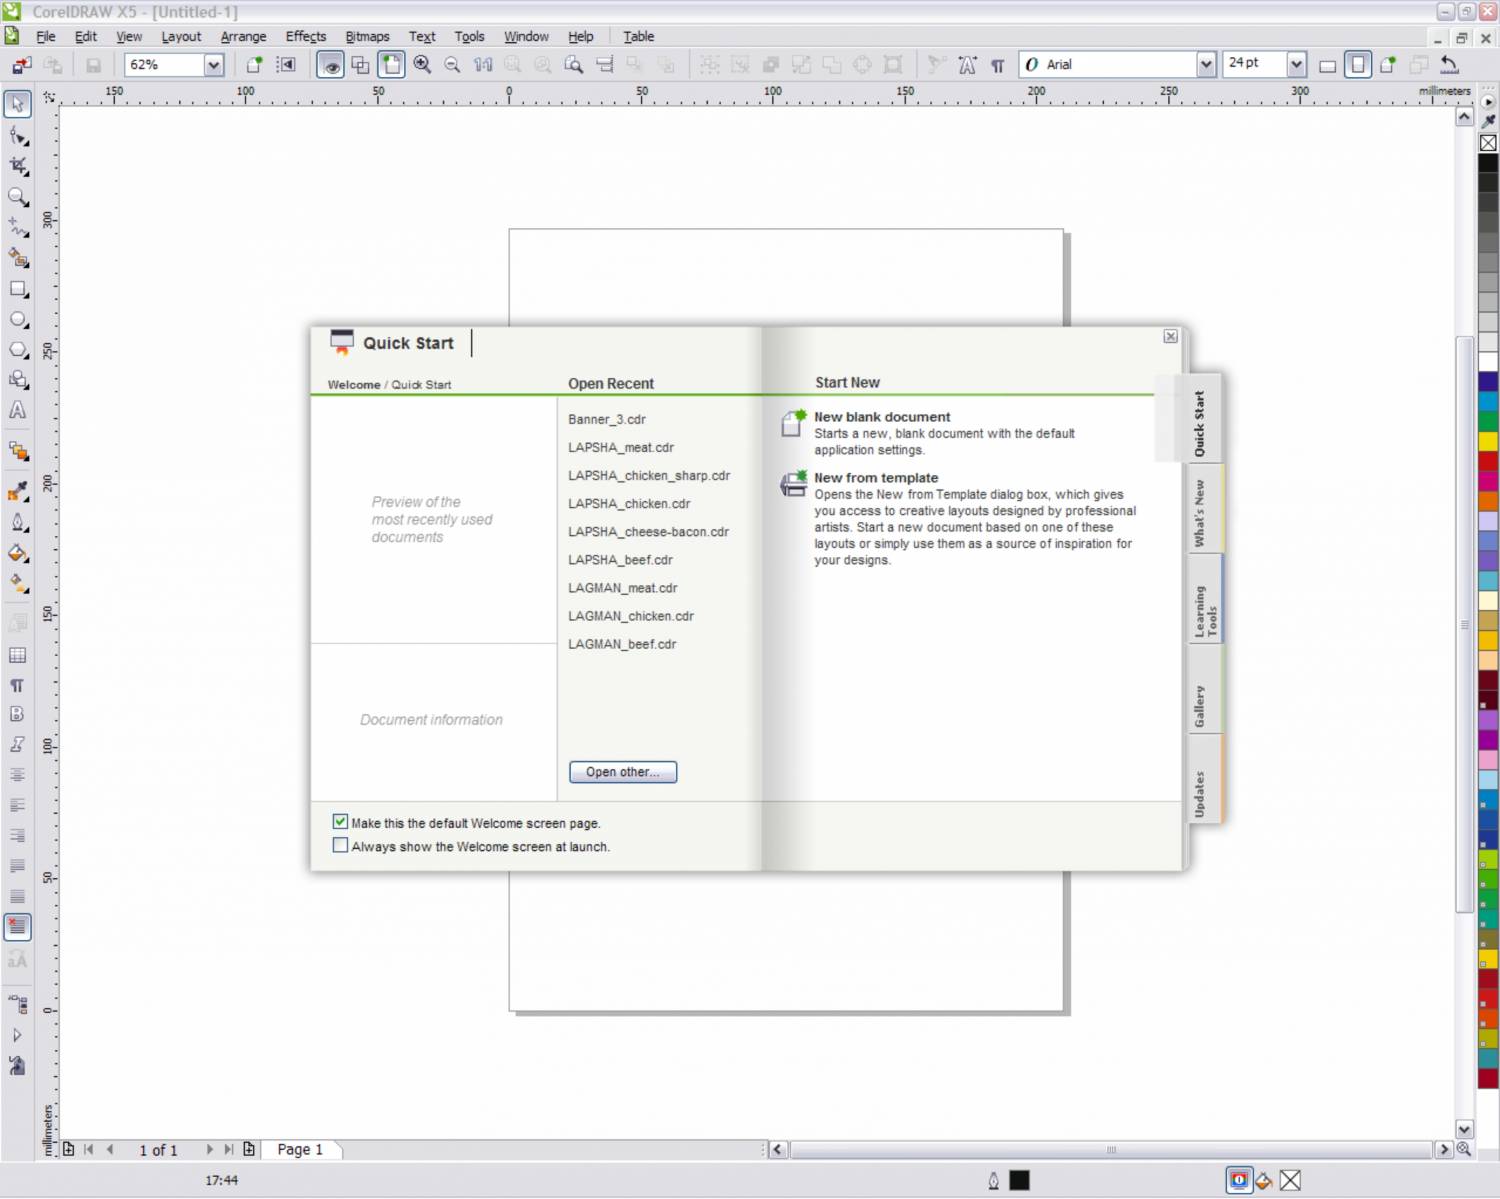 CorelDRAW X5 - [Untitled-1]
File Edit View Layout Arrange Effects Bitmaps Text Tools Window Help Table
62%
Arial
24 pt
150 100 50 0 50 100 150 200 250 300 millimeters
300
250
200
150
100
50
0
millimeters
Quick Start
Welcome / Quick Start
Open Recent
Start New
Preview of the
most recently used
documents
Document information
Banner_3.cdr
LAPSHA_meat.cdr
LAPSHA_chicken_sharp.cdr
LAPSHA_chicken.cdr
LAPSHA_cheese-bacon.cdr
LAPSHA_beef.cdr
LAGMAN_meat.cdr
LAGMAN_chicken.cdr
LAGMAN_beef.cdr
Open other...
New blank document
Starts a new, blank document with the default
application settings.
New from template
Opens the New from Template dialog box, which gives
you access to creative layouts designed by professional
artists. Start a new document based on one of these
layouts or simply use them as a source of inspiration for
your designs.
Quick Start
What's New
Learning
Tools
Gallery
Updates
Make this the default Welcome screen page.
Always show the Welcome screen at launch.
1 of 1
Page 1
17:44